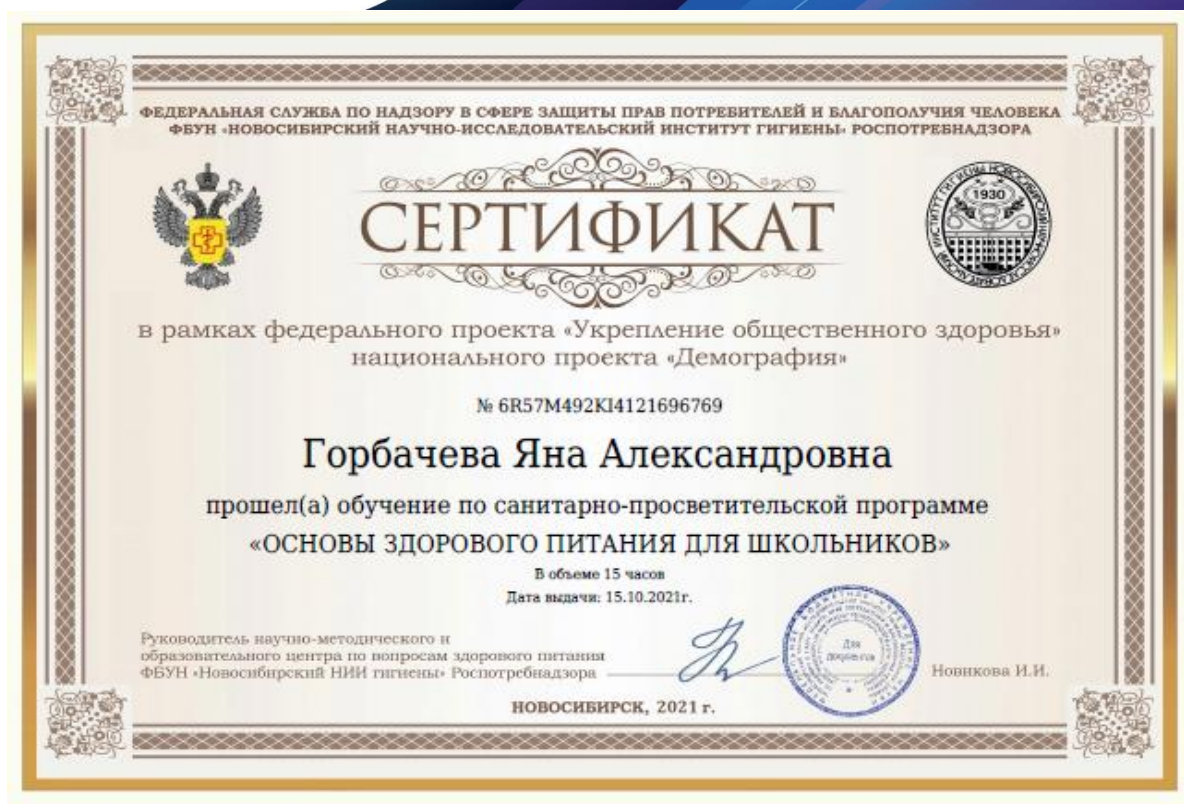 ФЕДЕРАЛЬНАЯ СЛУЖБА ПО НАДЗОРУ В СФЕРЕ ЗАЩИТЫ ПРАВ ПОТРЕБИТЕЛЕЙ И БЛАГОПОЛУЧИЯ ЧЕЛОВЕКА
ФБУН «НОВОСИБИРСКИЙ НАУЧНО-ИССЛЕДОВАТЕЛЬСКИЙ ИНСТИТУТ ГИГИЕНЫ» РОСПОТРЕБНАДЗОРА
1930
СЕРТИФИКАТ
в рамках федерального проекта «Укрепление общественного здоровья»
национального проекта «Демография»
№ 6R57M492KI4121696769
Горбачева Яна Александровна
прошел(а) обучение по санитарно-просветительской программе
«ОСНОВЫ ЗДОРОВОГО ПИТАНИЯ ДЛЯ ШКОЛЬНИКОВ»
В объеме 15 часов
Дата выдачи: 15.10.2021г.
Руководитель научно-методического и
образовательного центра по вопросам здорового питания
ФБУН «Новосибирский НИИ гигиены» Роспотребнадзора
Для
документов
Новикова И.И.
НОВОСИБИРСК, 2021 г.